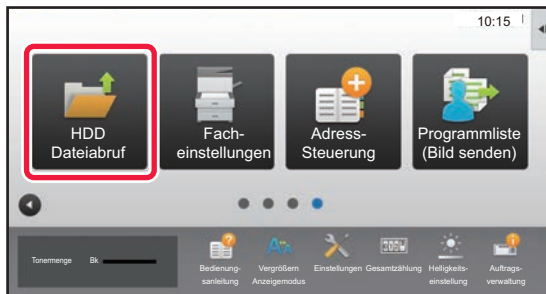 10:15
HDD
Dateiabruf
Fach-
einstellungen
Adress-
Steuerung
Programmliste
(Bild senden)
Tonermenge Bk
Bedienung-
sanleitung
Vergrößern
Anzeigemodus
Einstellungen
Gesamtzählung
Helligkeits-
einstellung
Auftrags-
verwaltung